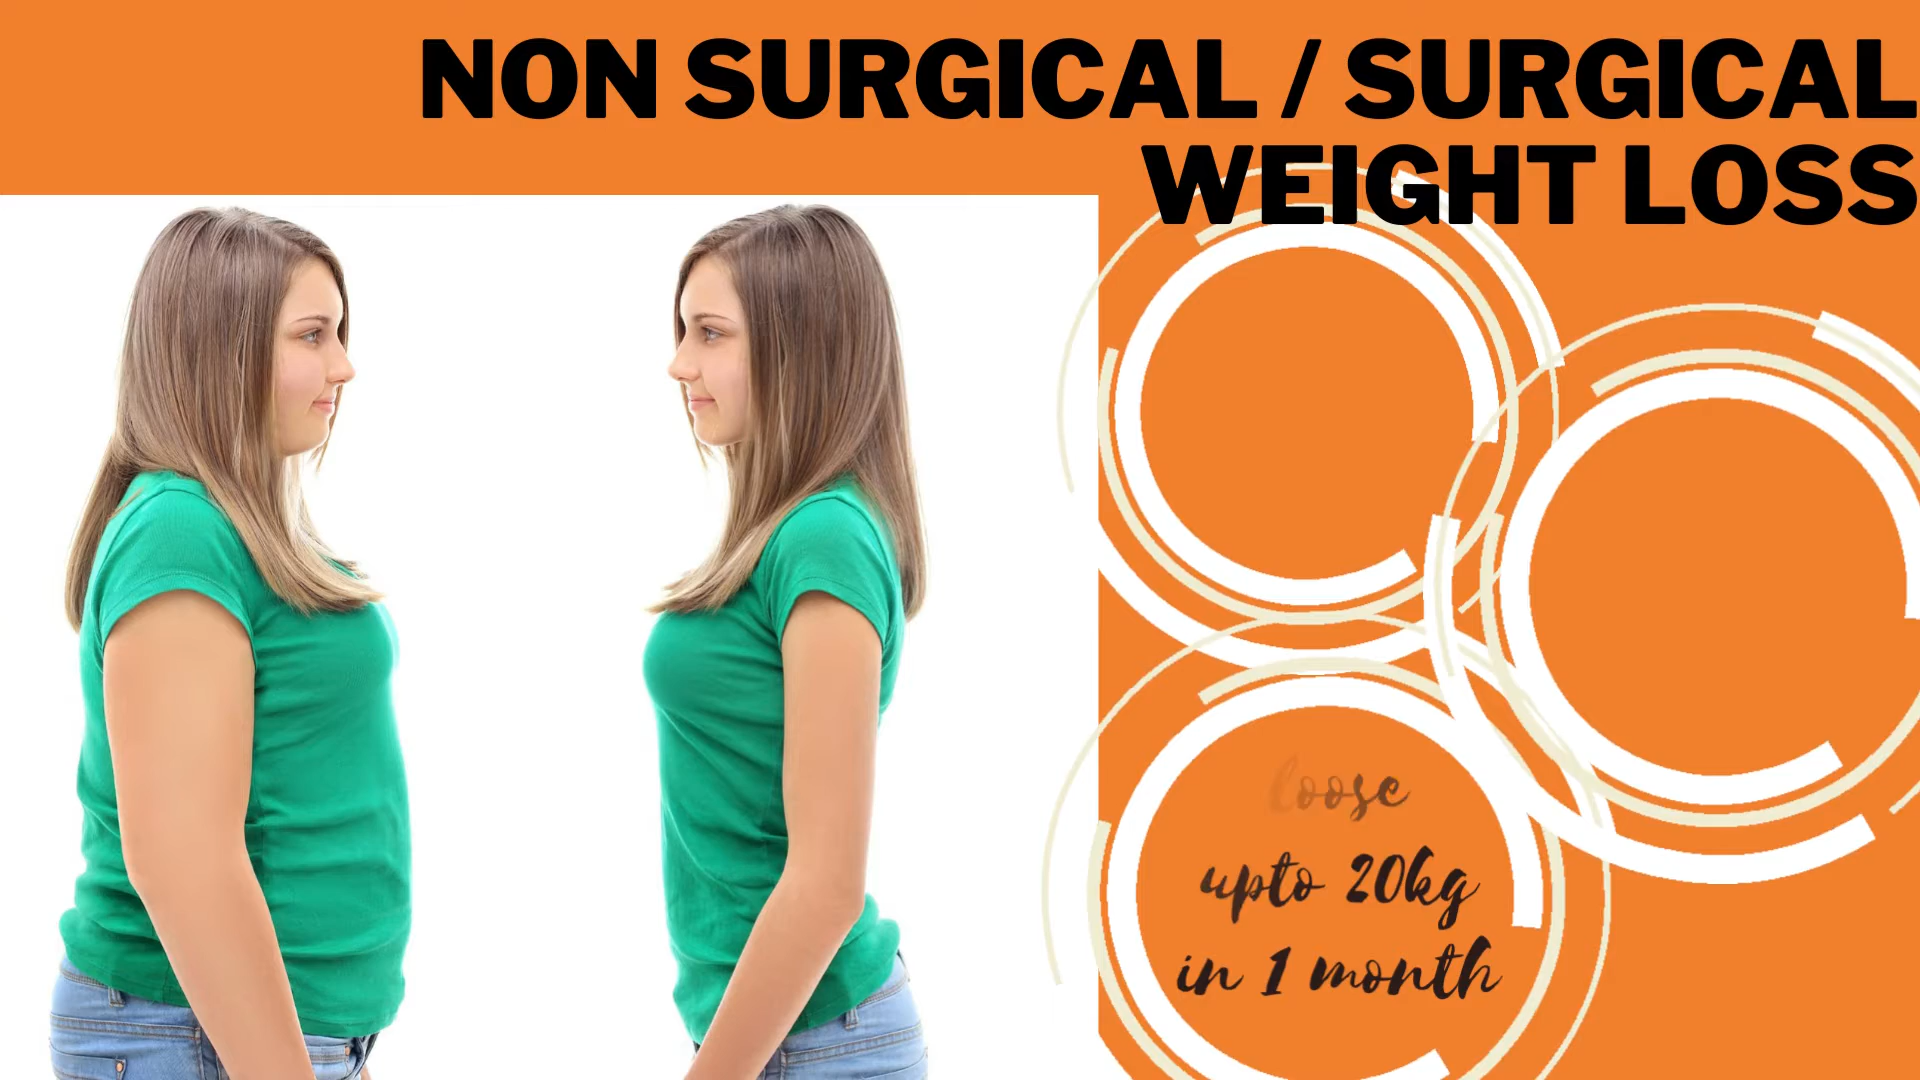 NON SURGICAL / SURGICAL
WEIGHT LOSS
loose
upto 20kg
in 1 month